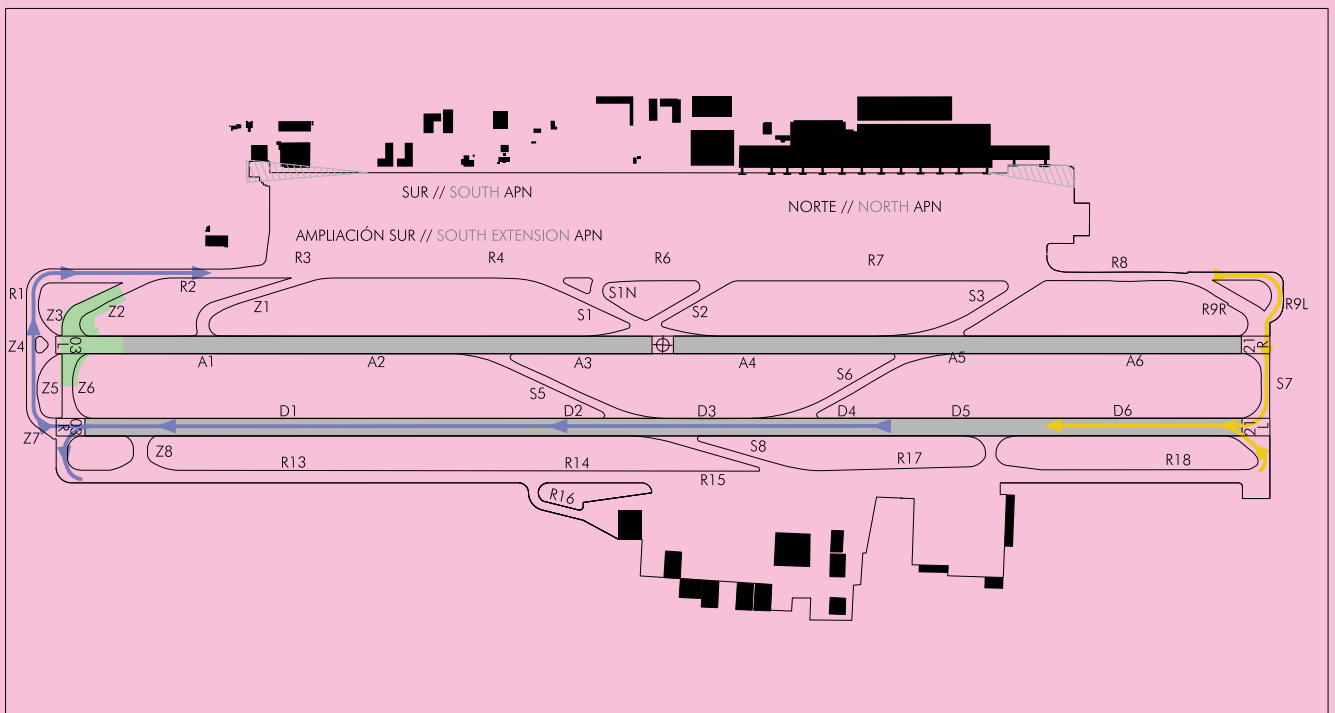 SUR // SOUTH APN
NORTE // NORTH APN
AMPLIACIÓN SUR // SOUTH EXTENSION APN
R3
R4
R6
R7
R8
R1
R2
Z3
Z2
Z1
S1
S1N
S2
S3
R9R
R9L
Z4
03
L
21
R
A1
A2
A3
A4
A5
A6
Z5
Z6
S5
S6
S7
D1
D2
D3
D4
D5
D6
Z7
03
R
21
L
Z8
S8
R13
R14
R15
R17
R18
R16